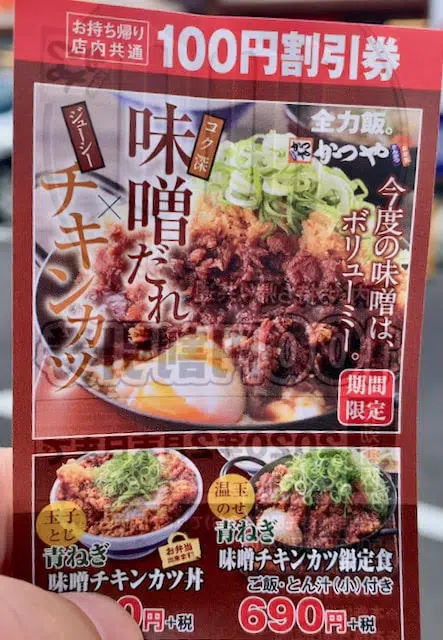 お持ち帰り
店内共通
100円割引券
全力飯。
かつや
コク深
味噌だれ
×
ジューシー
チキンカツ
今度の味噌は、
ボリューミー。
期間
限定
玉子
とじ
青ねぎ
お弁当
出来ます
味噌チキンカツ丼
0円+税
温玉
のせ
青ねぎ
味噌チキンカツ鍋定食
ご飯・とん汁(小)付き
690円+税